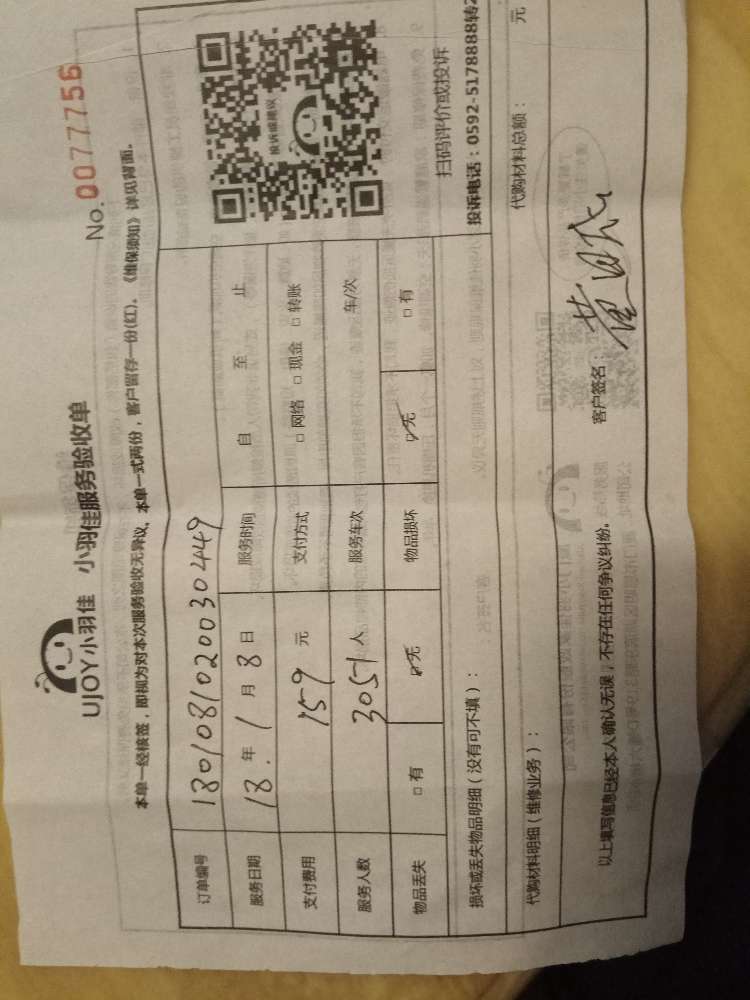 UJOY小羽佳 小羽佳服务验收单
No. 0077756
本单一经核签，即视为对本次服务验收无异议。本单一式两份，客户留存一份(红)。《维保须知》详见背面。
订单编号 180108102003044​9
服务日期 18 年 1 月 8 日 服务时间 自 至 止
支付费用 159 元 支付方式 □ 网络 □ 现金 □ 转账
服务人数 3051 人 服务车次 车/次
物品丢失 □ 有 ☑ 无 物品损坏 ☑ 无 □ 有
投诉或建议
扫码评价或投诉
投诉电话：0592-5178888转2
损坏或丢失物品明细（没有可不填）：
代购材料明细（维修业务）： 代购材料总额： 元
以上填写信息已经本人确认无误，不存在任何争议纠纷。 客户签名：